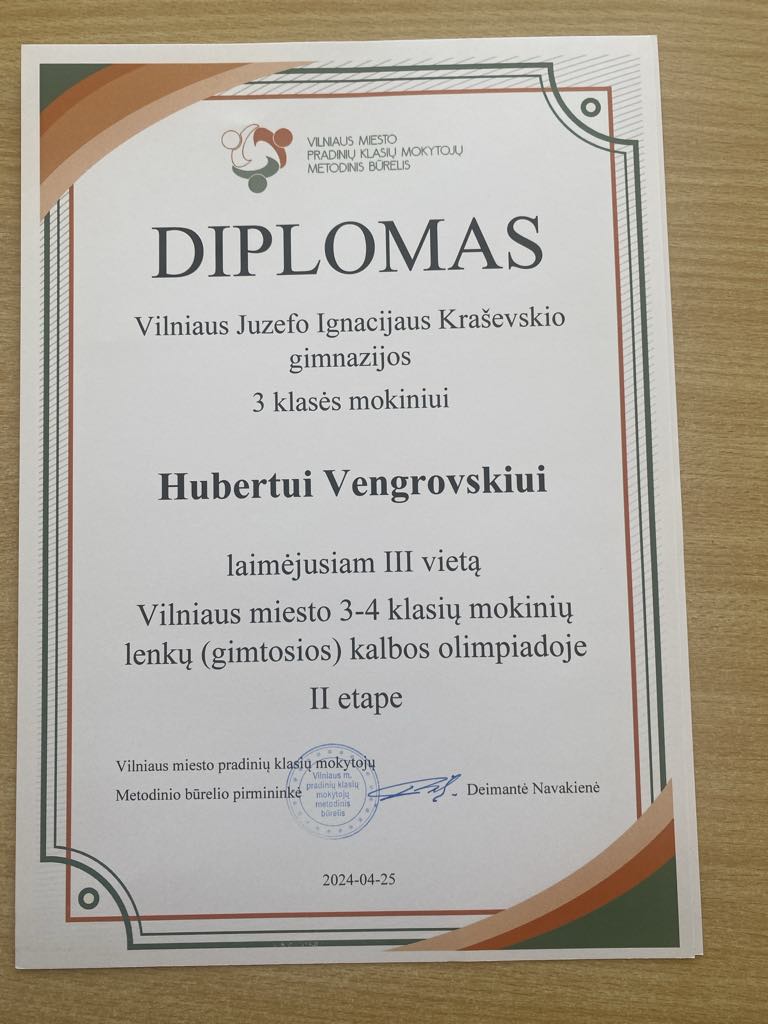 VILNIAUS MIESTO
PRADINIŲ KLASIŲ MOKYTOJŲ
METODINIS BŪRELIS
DIPLOMAS
Vilniaus Juzefo Ignacijaus Kraševskio
gimnazijos
3 klasės mokiniui
Hubertui Vengrovskiui
laimėjusiam III vietą
Vilniaus miesto 3-4 klasių mokinių
lenkų (gimtosios) kalbos olimpiadoje
II etape
Vilniaus miesto pradinių klasių mokytojų
Metodinio būrelio pirmininkė
Vilniaus m.
pradinių klasių
mokytojų
metodinis
būrelis
Deimantė Navakienė
2024-04-25